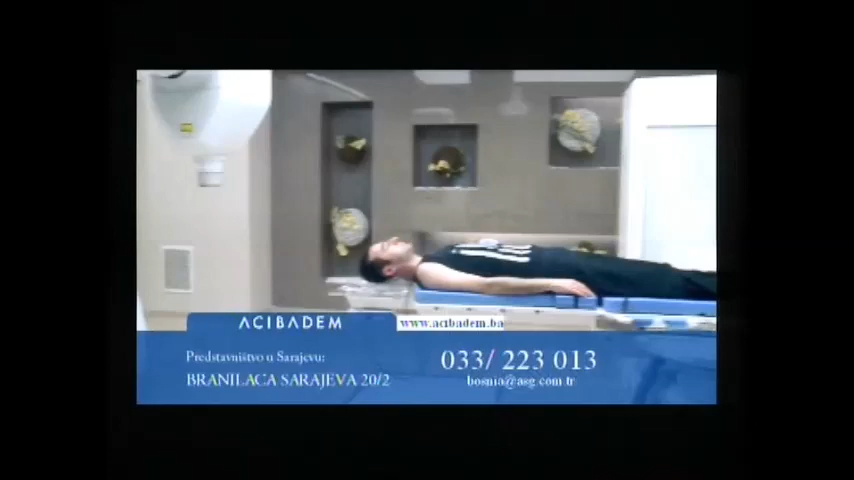 ACIBADEM
www.acibadem.ba
Predstavništvo u Sarajevu:
BRANILACA SARAJEVA 20/2
033/ 223 013
bosnia@asg.com.tr